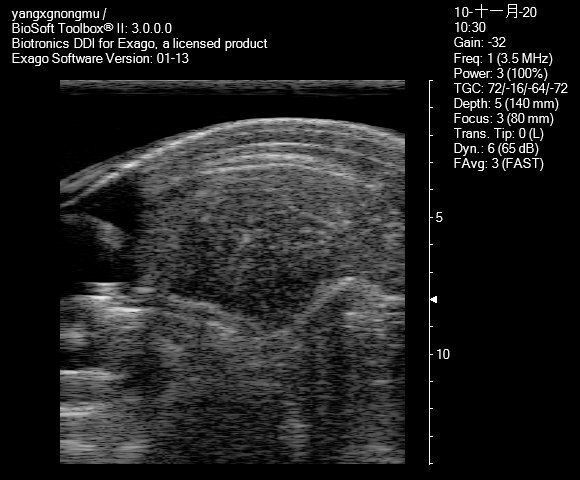 yangxgnongmu /
BioSoft Toolbox® II: 3.0.0.0
Biotronics DDI for Exago, a licensed product
Exago Software Version: 01-13
10-十一月-20
10:30
Gain: -32
Freq: 1 (3.5 MHz)
Power: 3 (100%)
TGC: 72/-16/-64/-72
Depth: 5 (140 mm)
Focus: 3 (80 mm)
Trans. Tip: 0 (L)
Dyn.: 6 (65 dB)
FAvg: 3 (FAST)
5
10